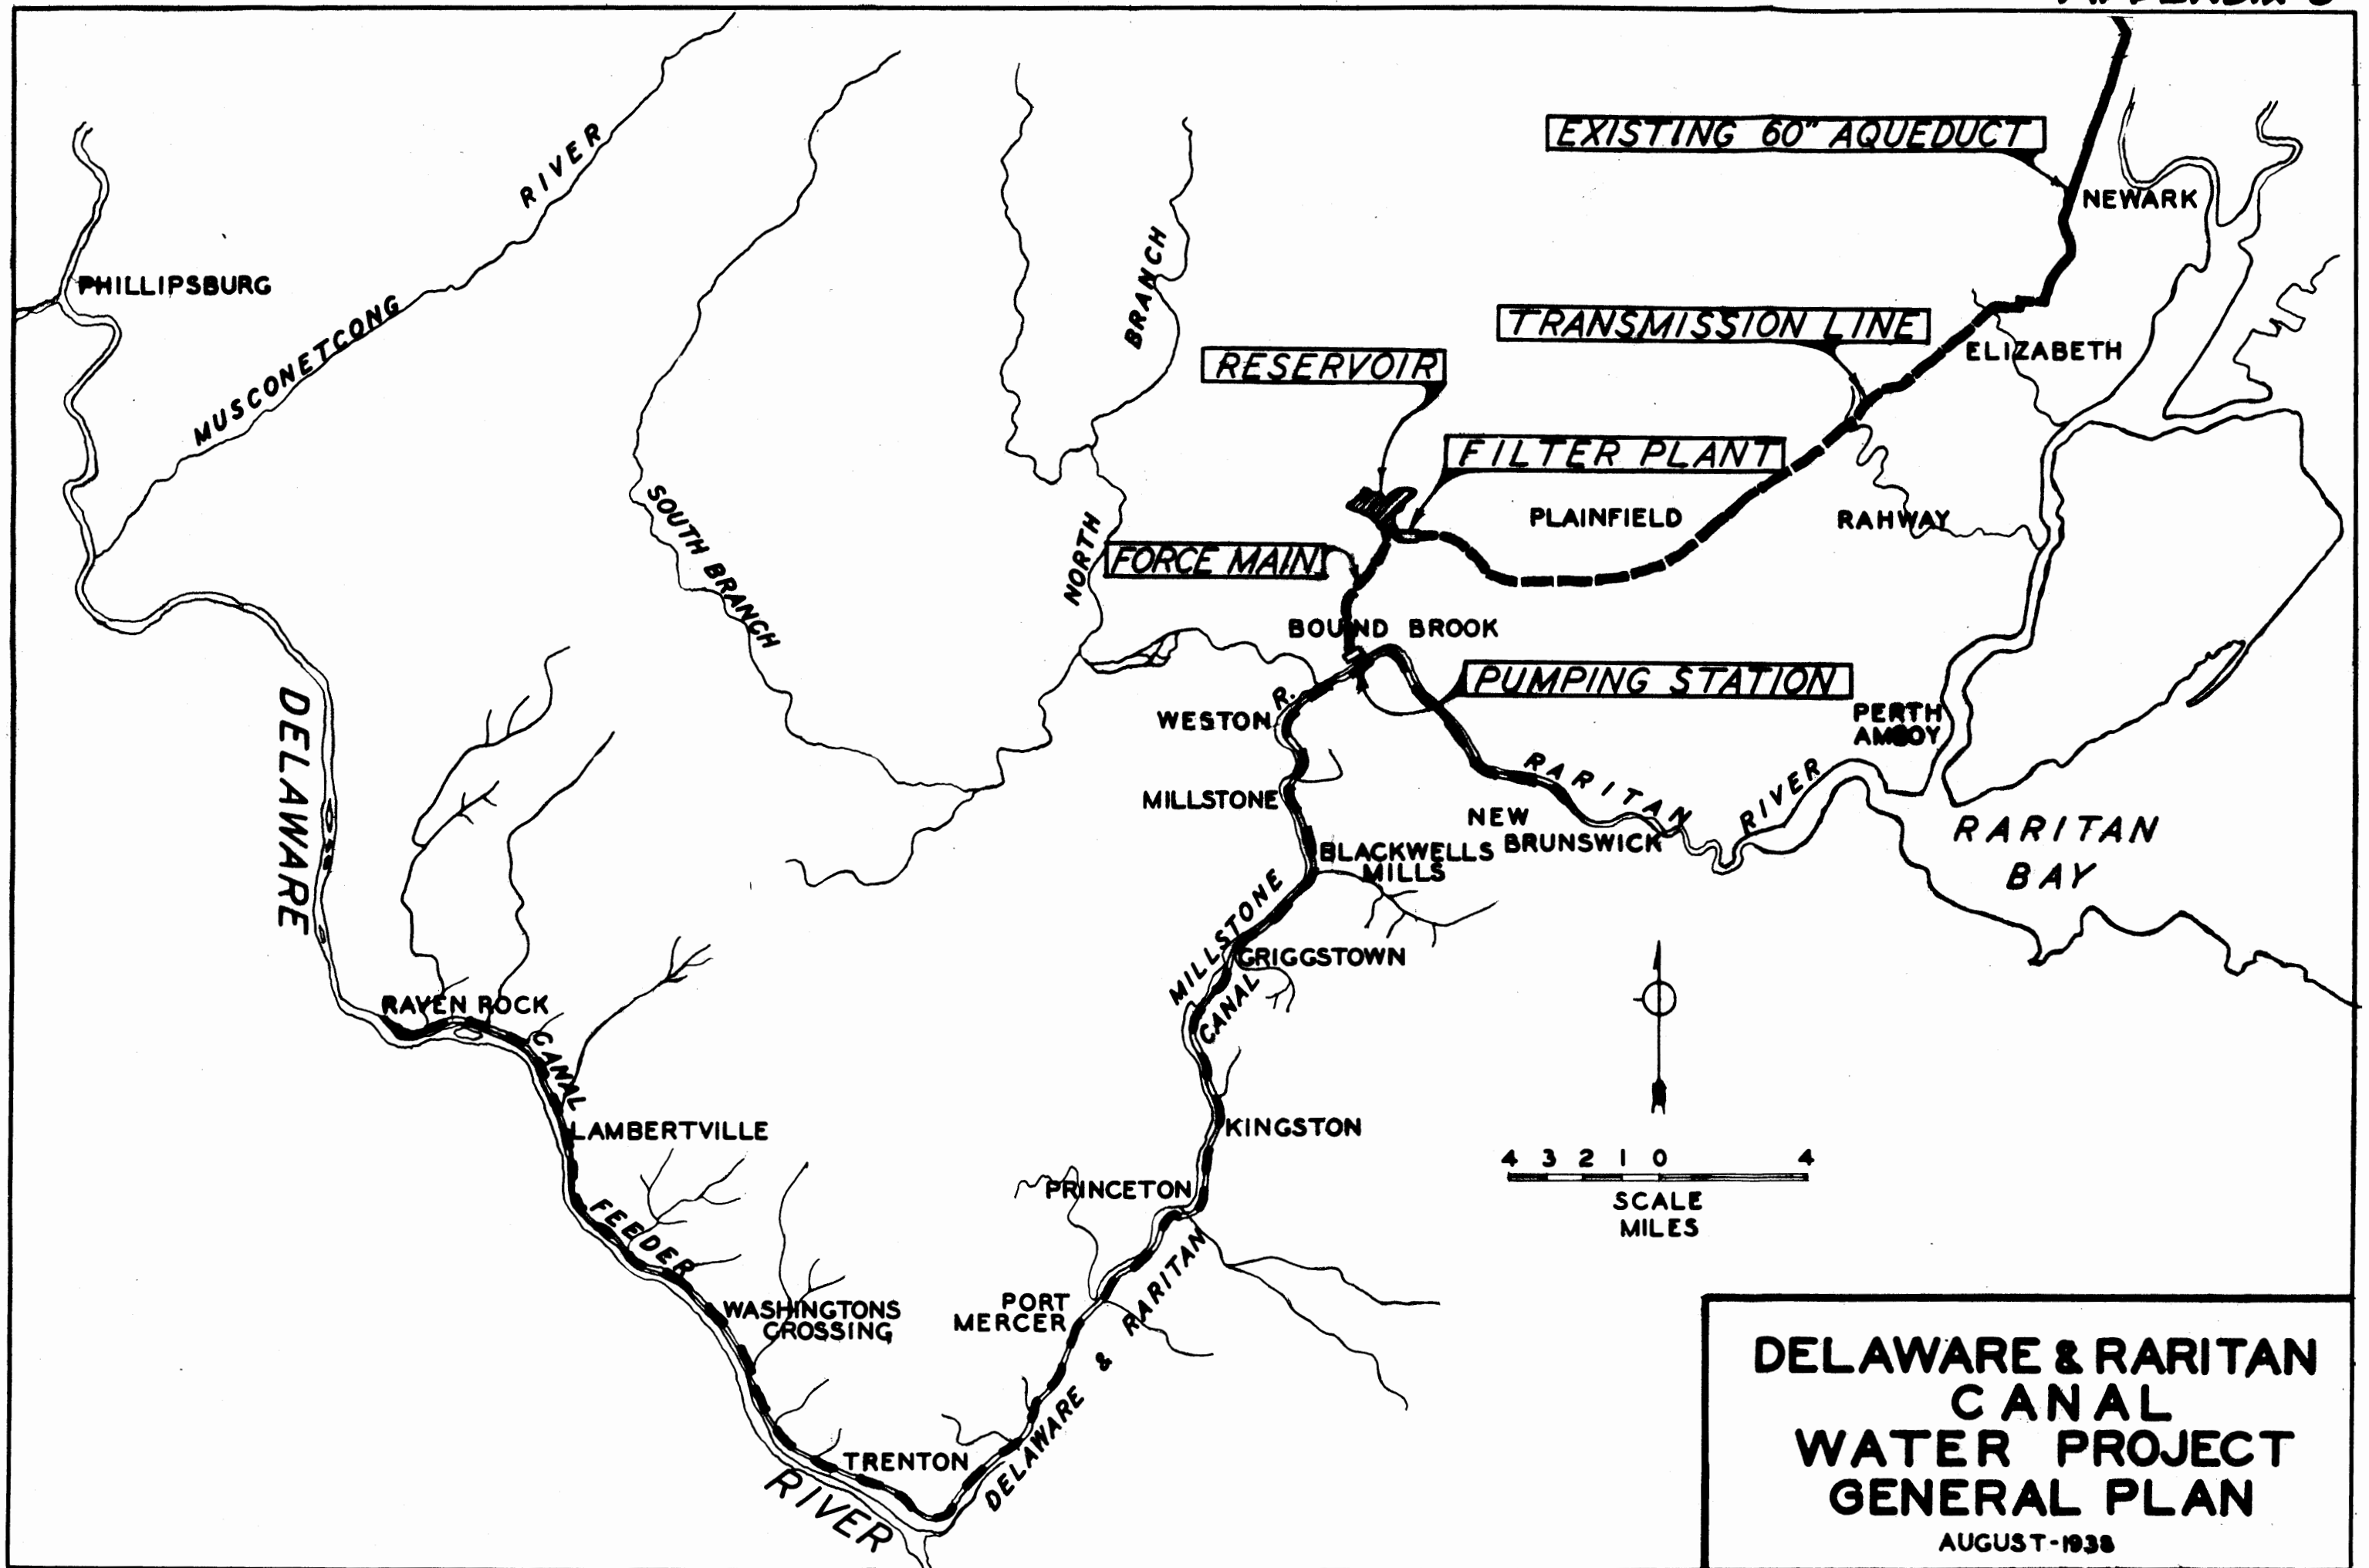 EXISTING 60" AQUEDUCT
NEWARK
RIVER
BRANCH
PHILLIPSBURG
MUSCONETCONG
TRANSMISSION LINE
ELIZABETH
RESERVOIR
FILTER PLANT
PLAINFIELD
RAHWAY
SOUTH BRANCH
NORTH
FORCE MAIN
BOUND BROOK
PUMPING STATION
R.
WESTON
PERTH
AMBOY
DELAWARE
MILLSTONE
RARITAN
RIVER
NEW
BRUNSWICK
RARITAN
BAY
BLACKWELLS
MILLS
MILLSTONE
GRIGGSTOWN
CANAL
RAVEN ROCK
CANAL
LAMBERTVILLE
KINGSTON
4 3 2 1 0 4
SCALE
MILES
PRINCETON
FEEDER
RARITAN
PORT
MERCER
WASHINGTONS
CROSSING
&
DELAWARE
TRENTON
RIVER
DELAWARE & RARITAN
CANAL
WATER PROJECT
GENERAL PLAN
AUGUST-1938